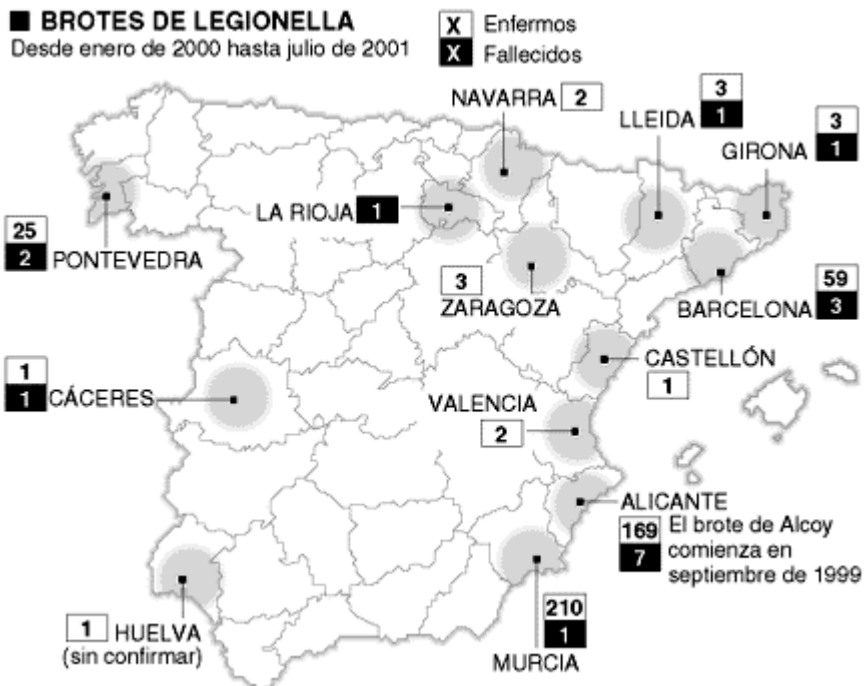 BROTES DE LEGIONELLA
Desde enero de 2000 hasta julio de 2001
X Enfermos
X Fallecidos
NAVARRA 2
3
LLEIDA 1
3
GIRONA 1
LA RIOJA 1
25
2 PONTEVEDRA
3
ZARAGOZA
59
BARCELONA 3
1
1 CÁCERES
CASTELLÓN
1
VALENCIA
2
ALICANTE
169 El brote de Alcoy
7 comienza en
septiembre de 1999
1 HUELVA
(sin confirmar)
210
1
MURCIA